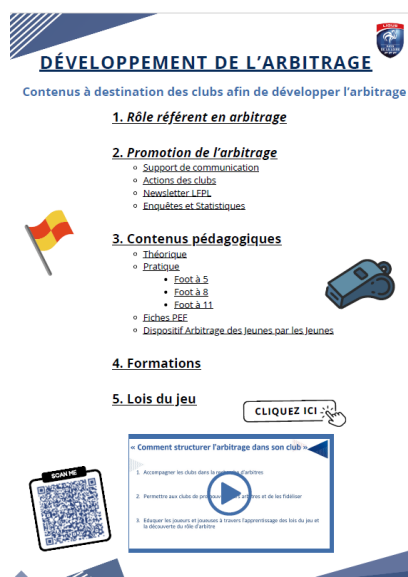 LIGUE
DÉVELOPPEMENT DE L'ARBITRAGE
Contenus à destination des clubs afin de développer l'arbitrage
1. Rôle référent en arbitrage
2. Promotion de l'arbitrage
Support de communication
Actions des clubs
Newsletter LFPL
Enquêtes et Statistiques
3. Contenus pédagogiques
Théorique
Pratique
Foot à 5
Foot à 8
Foot à 11
Fiches PEF
Dispositif Arbitrage des Jeunes par les Jeunes
4. Formations
5. Lois du jeu
CLIQUEZ ICI
SCAN ME
« Comment structurer l'arbitrage dans son club »
1. Accompagner les clubs dans la d'arbitres
2. Permettre aux clubs de et de les fidéliser
3. Eduquer les joueurs et joueuses à travers l'apprentissage des lois du jeu et
la découverte du rôle d'arbitre